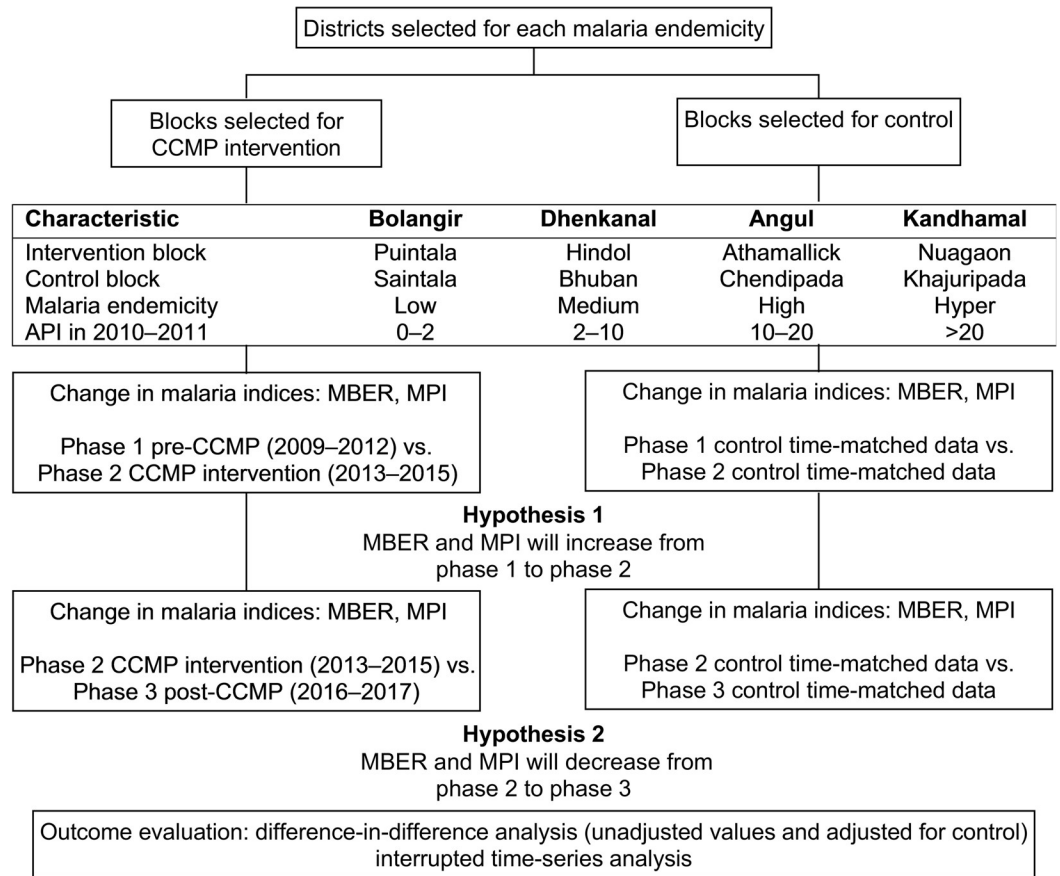 Districts selected for each malaria endemicity
Blocks selected for
CCMP intervention
Blocks selected for control
Characteristic Bolangir Dhenkanal Angul Kandhamal
Intervention block Puintala Hindol Athamallick Nuagaon
Control block Saintala Bhuban Chendipada Khajuripada
Malaria endemicity Low Medium High Hyper
API in 2010–2011 0–2 2–10 10–20 >20
Change in malaria indices: MBER, MPI
Phase 1 pre-CCMP (2009–2012) vs.
Phase 2 CCMP intervention (2013–2015)
Change in malaria indices: MBER, MPI
Phase 1 control time-matched data vs.
Phase 2 control time-matched data
Hypothesis 1
MBER and MPI will increase from
phase 1 to phase 2
Change in malaria indices: MBER, MPI
Phase 2 CCMP intervention (2013–2015) vs.
Phase 3 post-CCMP (2016–2017)
Change in malaria indices: MBER, MPI
Phase 2 control time-matched data vs.
Phase 3 control time-matched data
Hypothesis 2
MBER and MPI will decrease from
phase 2 to phase 3
Outcome evaluation: difference-in-difference analysis (unadjusted values and adjusted for control)
interrupted time-series analysis